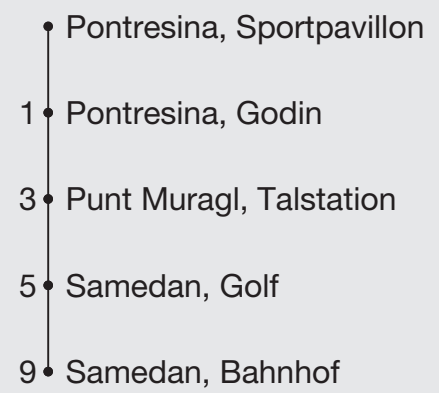 Pontresina, Sportpavillon
1 Pontresina, Godin
3 Punt Muragl, Talstation
5 Samedan, Golf
9 Samedan, Bahnhof